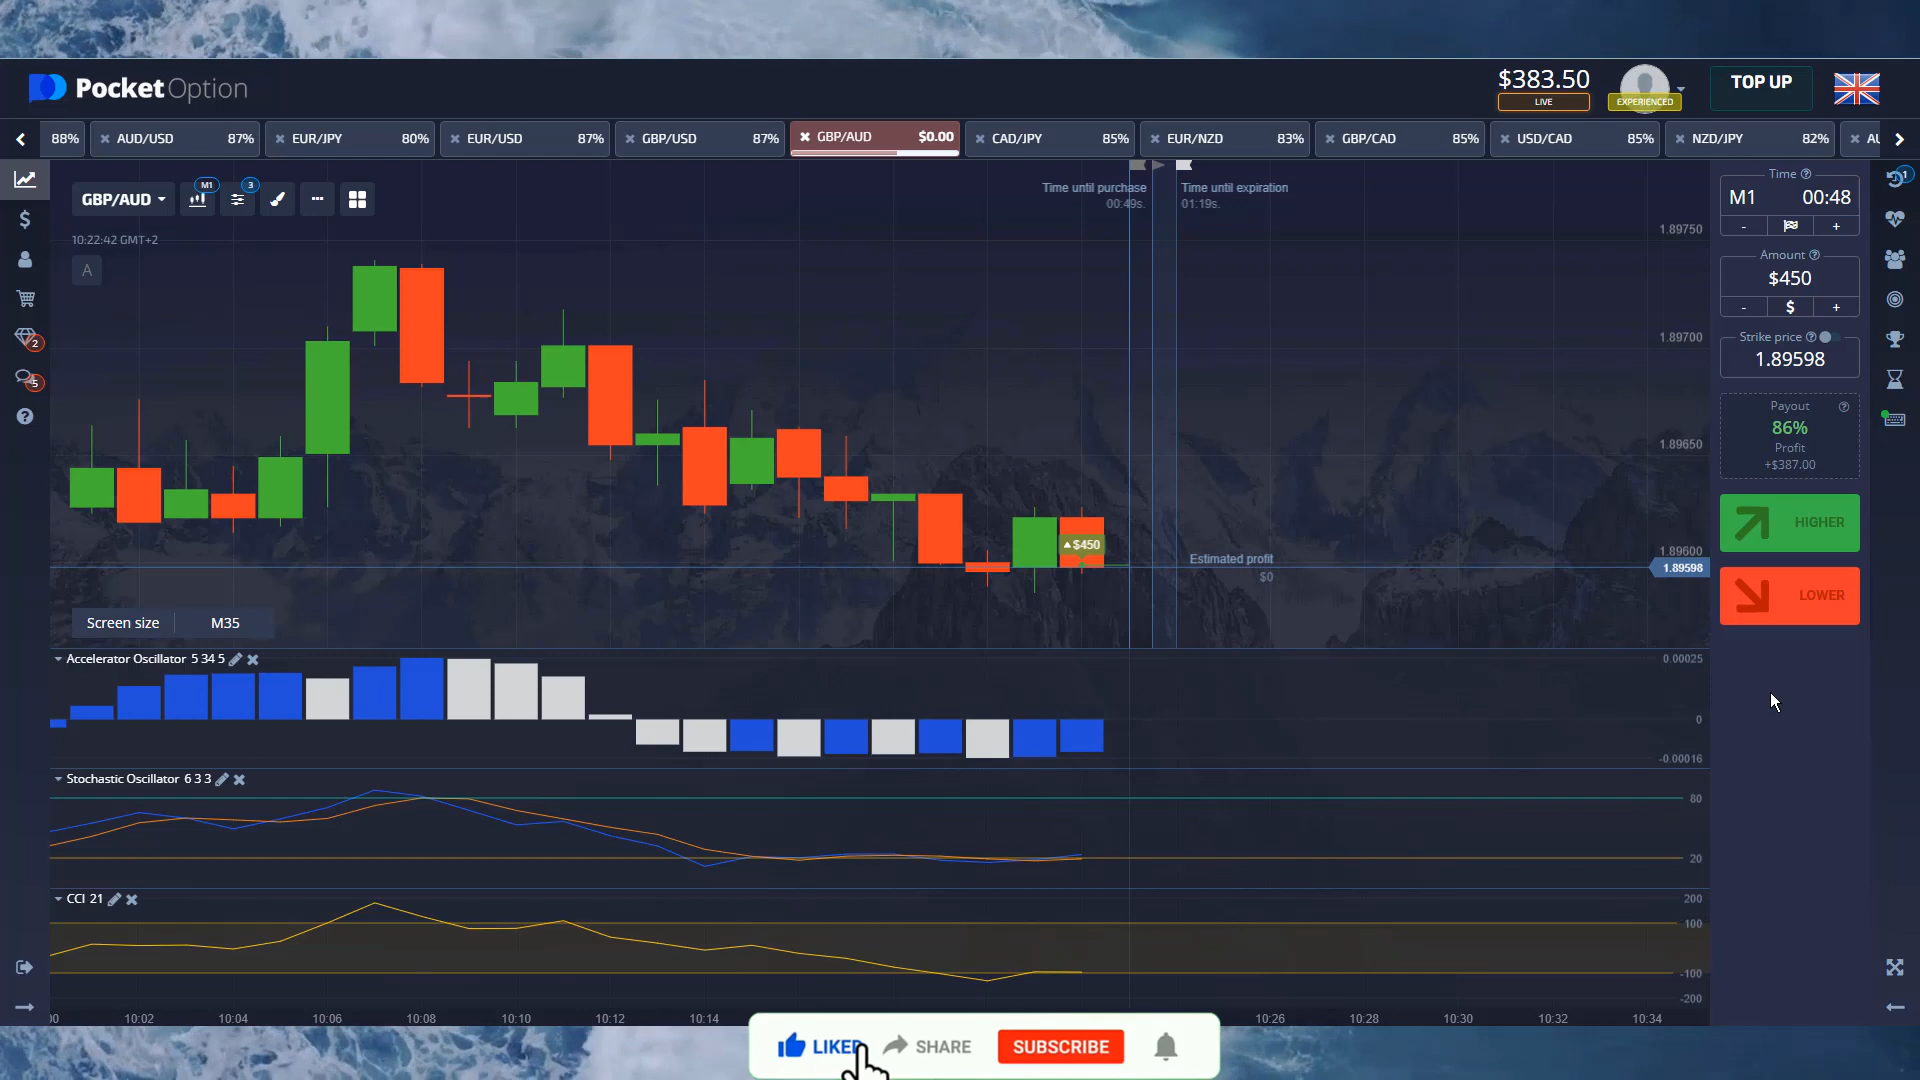 PocketOption
$383.50
LIVE
EXPERIENCED
TOP UP
88%
AUD/USD 87%
EUR/JPY 80%
EUR/USD 87%
GBP/USD 87%
GBP/AUD $0.00
CAD/JPY 85%
EUR/NZD 83%
GBP/CAD 85%
USD/CAD 85%
NZD/JPY 82%
AU
GBP/AUD
M1
3
10:22:42 GMT+2
A
Time until purchase
00:49s.
Time until expiration
01:19s.
1.89750
1.89700
1.89650
1.89600
1.89598
$450
Estimated profit
$0
Screen size M35
Time
M1 00:48
- +
Amount
$450
- $ +
Strike price
1.89598
Payout
86%
Profit
+$387.00
HIGHER
LOWER
2
5
1
Accelerator Oscillator 5 34 5
0.00025
0
-0.00016
Stochastic Oscillator 6 3 3
80
20
CCI 21
200
100
-100
-200
00 10:02 10:04 10:06 10:08 10:10 10:12 10:14 10:26 10:28 10:30 10:32 10:34
LIKED SHARE SUBSCRIBE